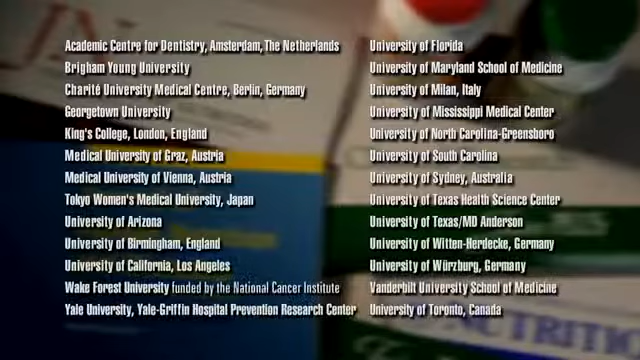 Academic Centre for Dentistry, Amsterdam, The Netherlands
Brigham Young University
Charité University Medical Centre, Berlin, Germany
Georgetown University
King's College, London, England
Medical University of Graz, Austria
Medical University of Vienna, Austria
Tokyo Women's Medical University, Japan
University of Arizona
University of Birmingham, England
University of California, Los Angeles
Wake Forest University funded by the National Cancer Institute
Yale University, Yale-Griffin Hospital Prevention Research Center
University of Florida
University of Maryland School of Medicine
University of Milan, Italy
University of Mississippi Medical Center
University of North Carolina-Greensboro
University of South Carolina
University of Sydney, Australia
University of Texas Health Science Center
University of Texas/MD Anderson
University of Witten-Herdecke, Germany
University of Würzburg, Germany
Vanderbilt University School of Medicine
University of Toronto, Canada